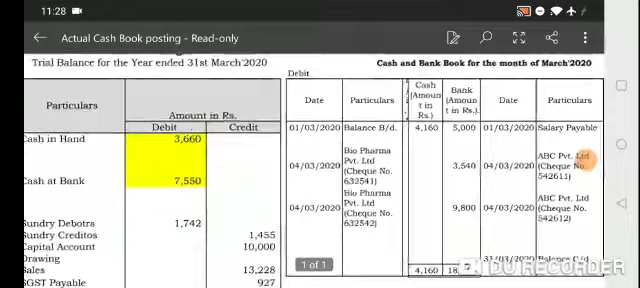 11:28
Actual Cash Book posting - Read-only
Trial Balance for the Year ended 31st March'2020
Particulars
Amount in Rs.
Debit Credit
Cash in Hand 3,660
Cash at Bank 7,550
Sundry Debotrs 1,742
Sundry Creditos 1,455
Capital Account 10,000
Drawing
Sales 13,228
SGST Payable 927
Cash and Bank Book for the month of March'2020
Debit
Date Particulars Cash (Amoun t in Rs.) Bank (Amoun t in Rs.) Date Particulars
01/03/2020 Balance B/d. 4,160 5,000 01/03/2020 Salary Payable
04/03/2020 Bio Pharma Pvt. Ltd (Cheque No. 632541) 3,540 04/03/2020 ABC Pvt. Ltd (Cheque No. 542611)
04/03/2020 Bio Pharma Pvt. Ltd (Cheque No. 632542) 9,800 04/03/2020 ABC Pvt. Ltd (Cheque No. 542612)
31/03/2020 Balance C/d
4,160
1 of 1
DU RECORDER